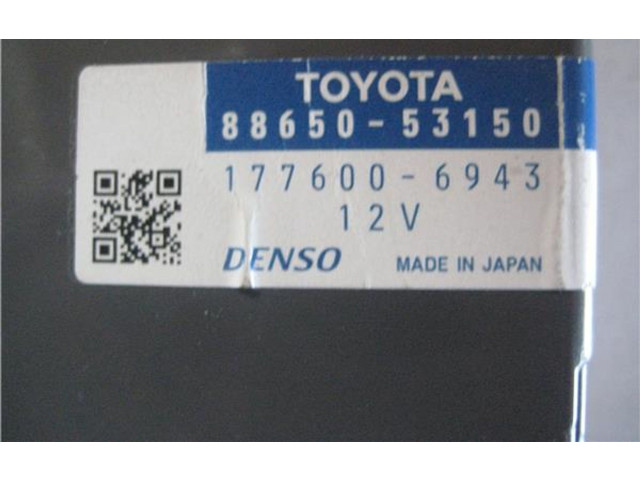 TOYOTA
88650-53150
177600-6943
12V
DENSO MADE IN JAPAN